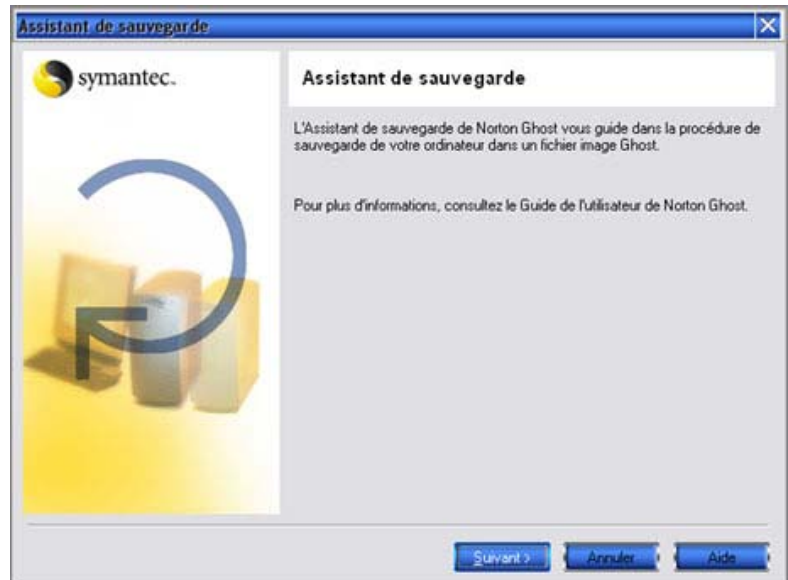 Assistant de sauvegarde
symantec.
Assistant de sauvegarde
L'Assistant de sauvegarde de Norton Ghost vous guide dans la procédure de
sauvegarde de votre ordinateur dans un fichier image Ghost.
Pour plus d'informations, consultez le Guide de l'utilisateur de Norton Ghost.
Suivant >
Annuler
Aide